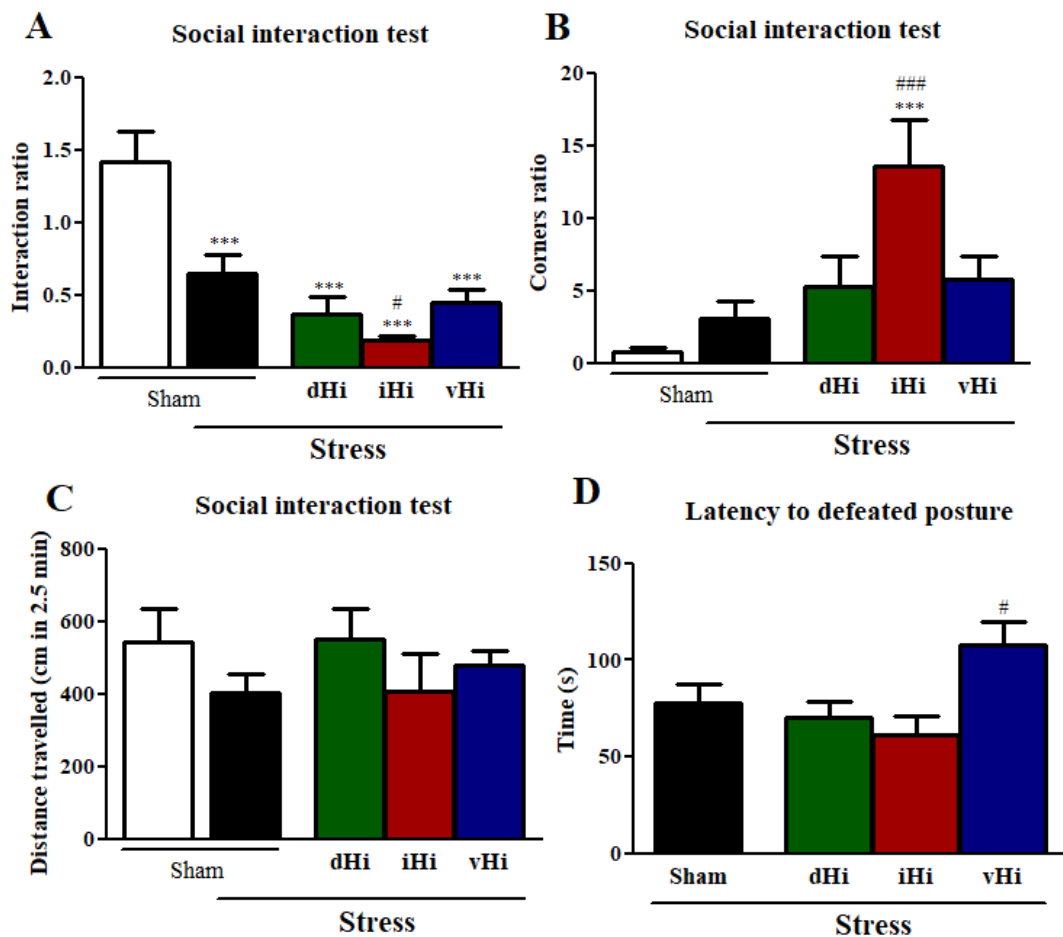 A
Social interaction test
Interaction ratio
2.0
1.5
1.0
0.5
0.0
***
***
#
***
***
Sham
dHi iHi vHi
Stress
B
Social interaction test
Corners ratio
20
15
10
5
0
###
***
Sham
dHi iHi vHi
Stress
C
Social interaction test
Distance travelled (cm in 2.5 min)
800
600
400
200
0
Sham
dHi iHi vHi
Stress
D
Latency to defeated posture
Time (s)
150
100
50
0
#
Sham dHi iHi vHi
Stress